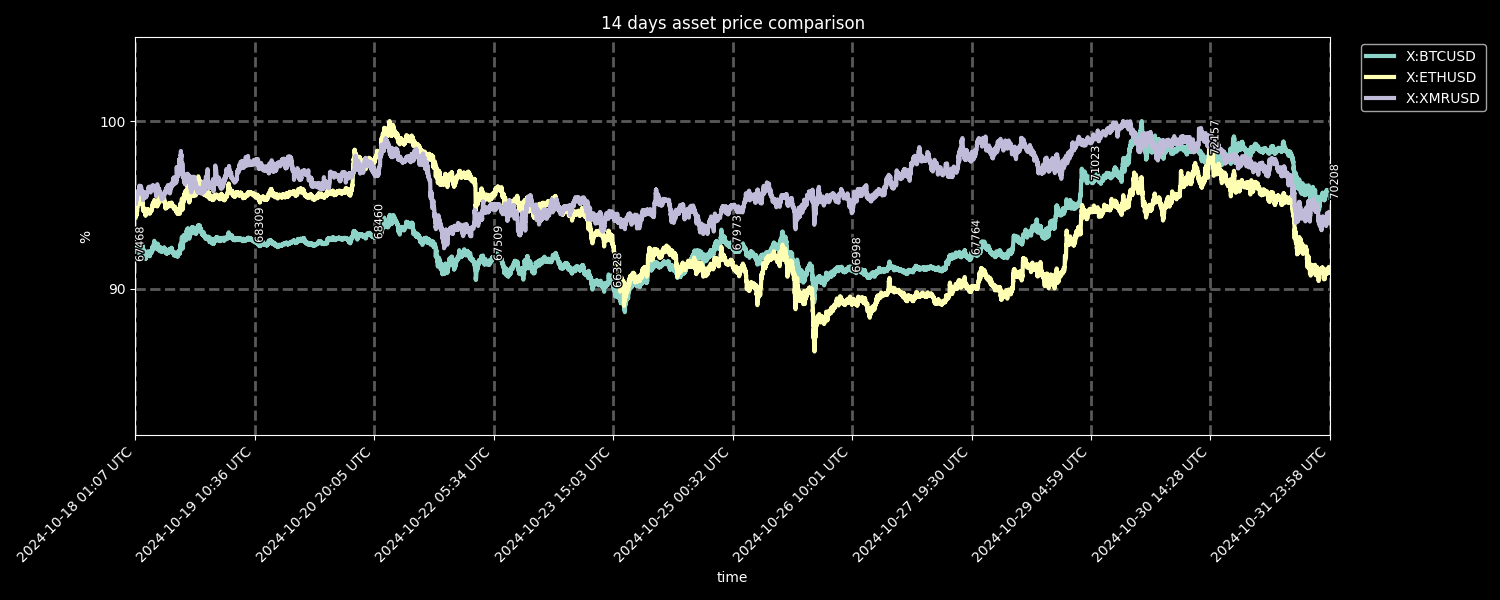 14 days asset price comparison
X:BTCUSD
X:ETHUSD
X:XMRUSD
100
90
%
67468
68309
68460
67509
66328
67973
66998
67764
71023
72157
70208
2024-10-18 01:07 UTC
2024-10-19 10:36 UTC
2024-10-20 20:05 UTC
2024-10-22 05:34 UTC
2024-10-23 15:03 UTC
2024-10-25 00:32 UTC
2024-10-26 10:01 UTC
2024-10-27 19:30 UTC
2024-10-29 04:59 UTC
2024-10-30 14:28 UTC
2024-10-31 23:58 UTC
time